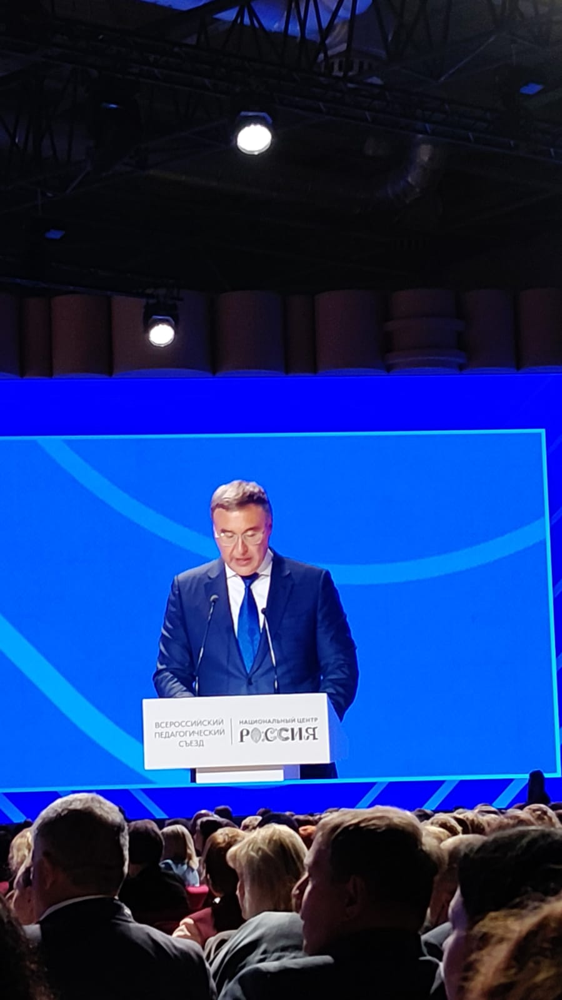 ВСЕРОССИЙСКИЙ
ПЕДАГОГИЧЕСКИЙ
СЪЕЗД
НАЦИОНАЛЬНЫЙ ЦЕНТР
РОССИЯ